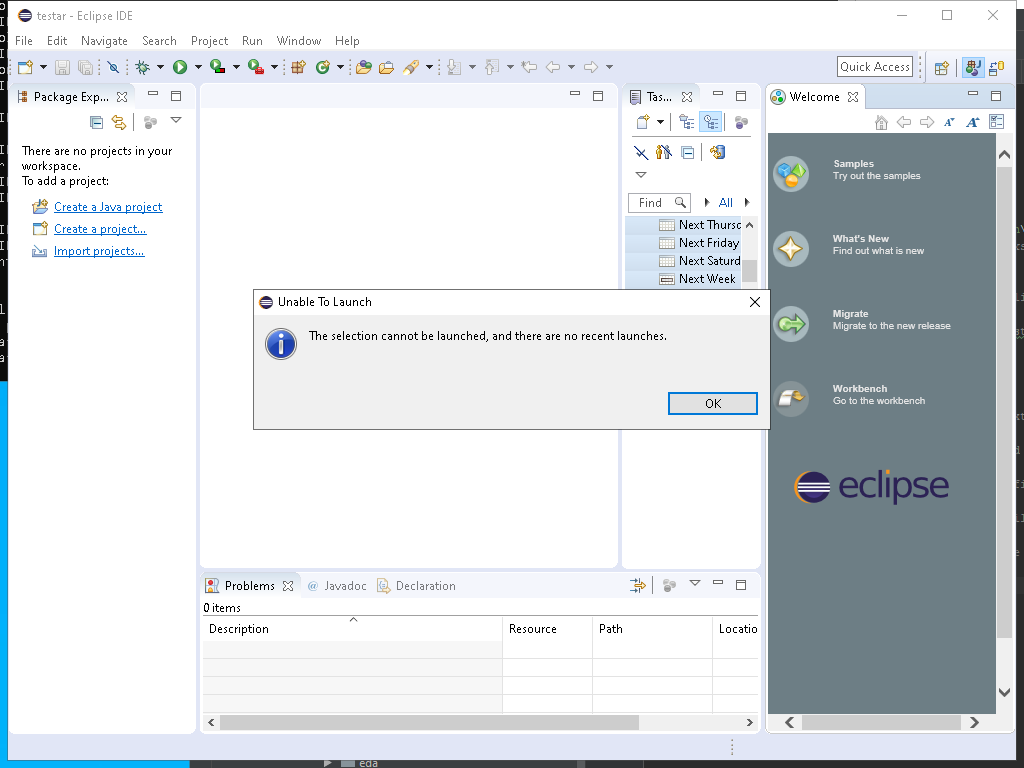 testar - Eclipse IDE
File Edit Navigate Search Project Run Window Help
Quick Access
Package Exp...
There are no projects in your
workspace.
To add a project:
Create a Java project
Create a project...
Import projects...
Tas...
Find
All
Next Friday
Next Week
Welcome
Samples
Try out the samples
What's New
Find out what is new
Migrate
Migrate to the new release
Workbench
Go to the workbench
eclipse
Unable To Launch
The selection cannot be launched, and there are no recent launches.
OK
Problems @ Javadoc Declaration
0 items
Description Resource Path Locatio
eda